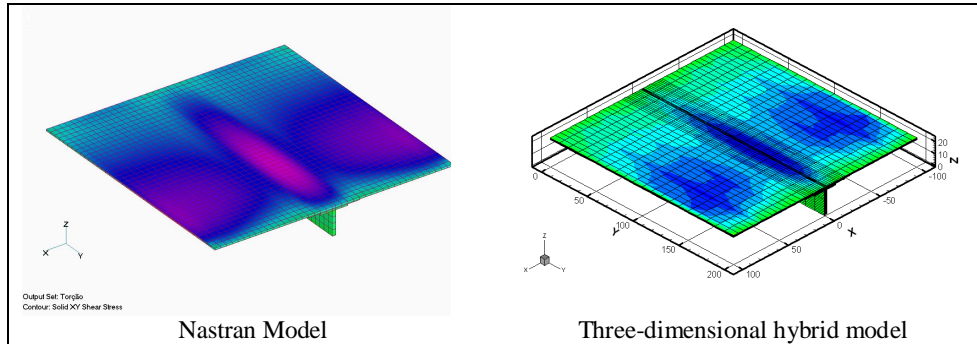 Z
X
Y
Output Set: Torção
Contour: Solid XY Shear Stress
Nastran Model
20
10
0
Z
0
50
100
150
200
Y
-100
-50
0
50
100
X
Z
X
Y
Three-dimensional hybrid model